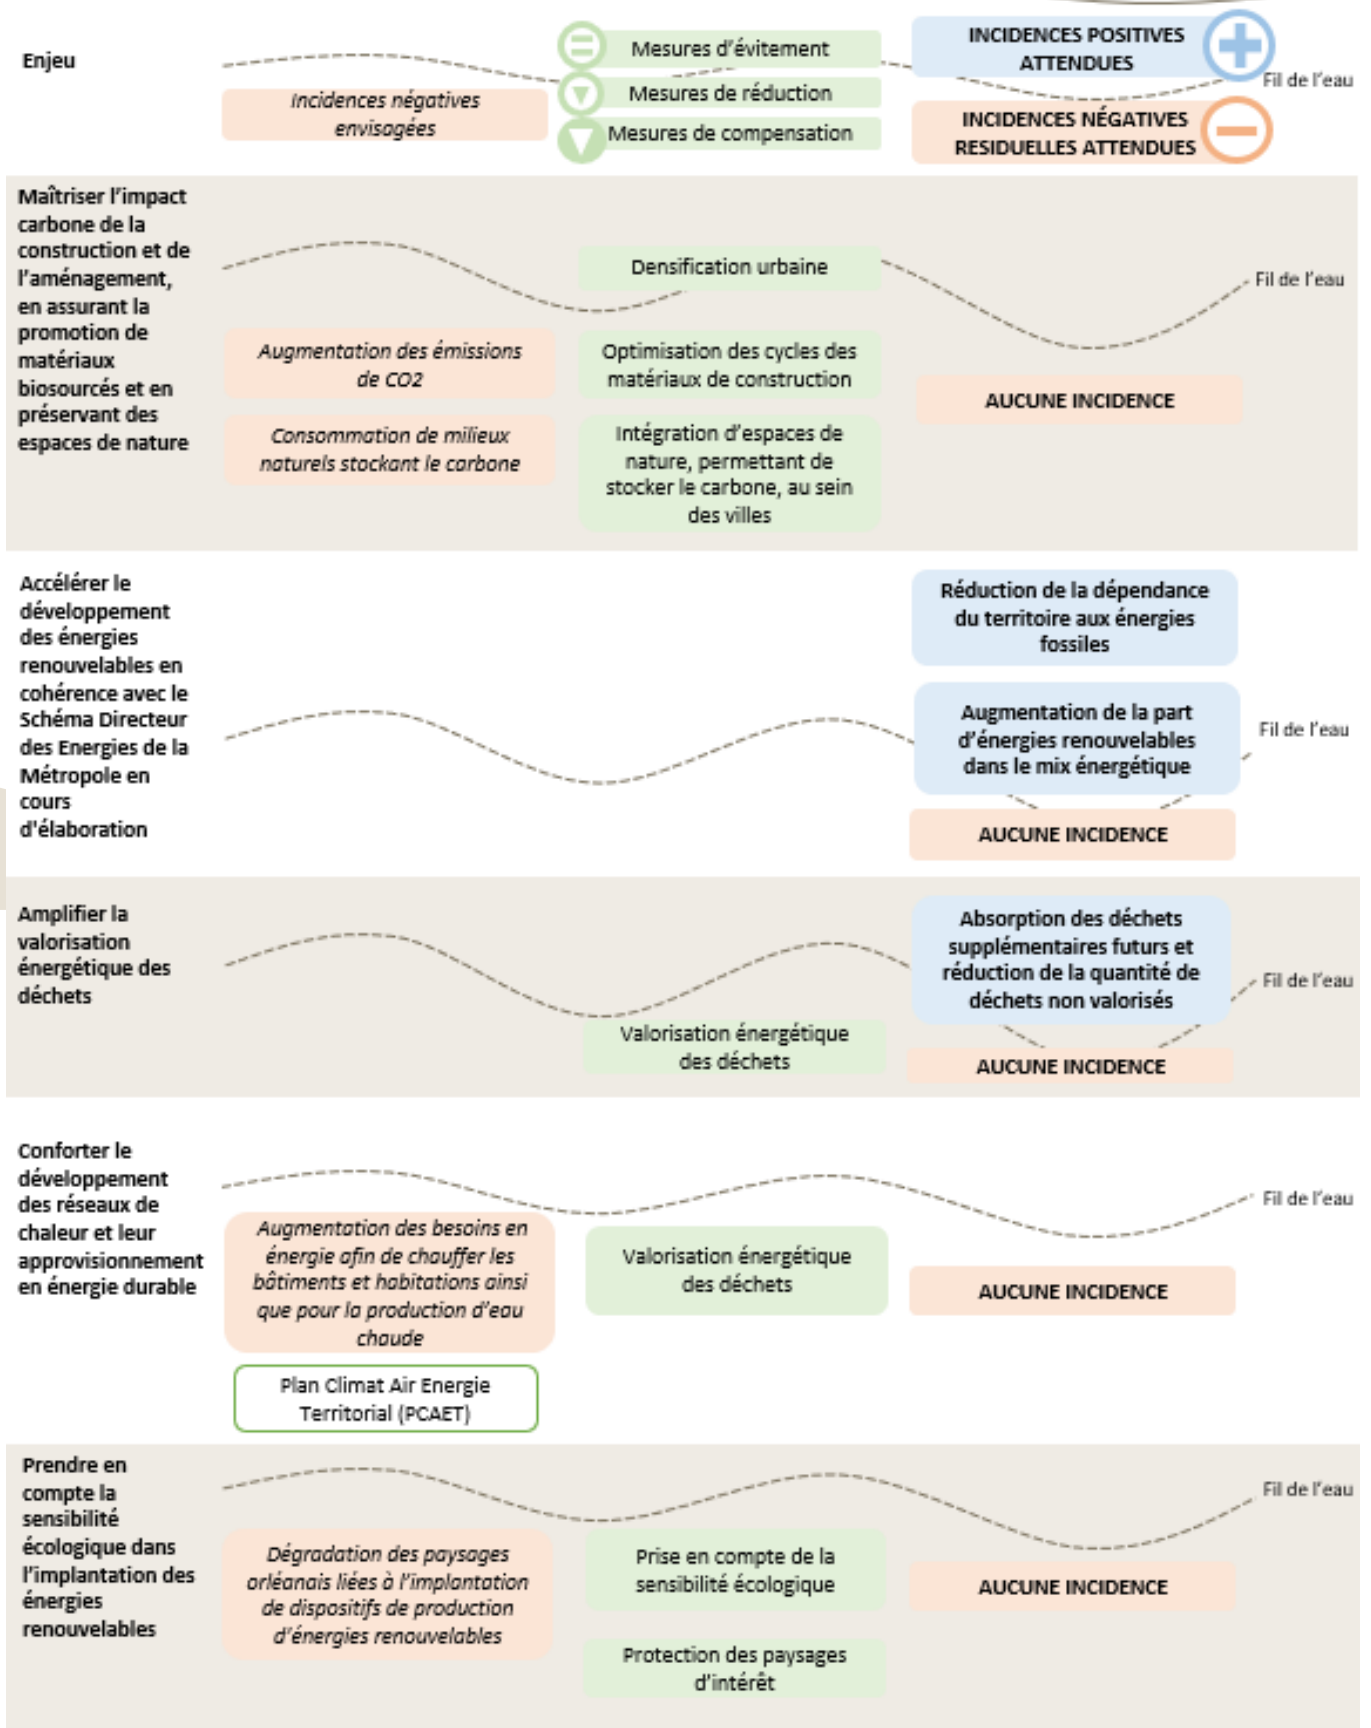 Enjeu
Incidences négatives
envisagées
Mesures d'évitement
Mesures de réduction
Mesures de compensation
INCIDENCES POSITIVES
ATTENDUES
Fil de l'eau
INCIDENCES NÉGATIVES
RESIDUELLES ATTENDUES
Maîtriser l'impact
carbone de la
construction et de
l'aménagement,
en assurant la
promotion de
matériaux
biosourcés et en
préservant des
espaces de nature
Augmentation des émissions
de CO2
Consommation de milieux
naturels stockant le carbone
Densification urbaine
Optimisation des cycles des
matériaux de construction
Intégration d'espaces de
nature, permettant de
stocker le carbone, au sein
des villes
Fil de l'eau
AUCUNE INCIDENCE
Accélérer le
développement
des énergies
renouvelables en
cohérence avec le
Schéma Directeur
des Energies de la
Métropole en
cours
d'élaboration
Réduction de la dépendance
du territoire aux énergies
fossiles
Augmentation de la part
d'énergies renouvelables
dans le mix énergétique
Fil de l'eau
AUCUNE INCIDENCE
Amplifier la
valorisation
énergétique des
déchets
Valorisation énergétique
des déchets
Absorption des déchets
supplémentaires futurs et
réduction de la quantité de
déchets non valorisés
Fil de l'eau
AUCUNE INCIDENCE
Conforter le
développement
des réseaux de
chaleur et leur
approvisionnement
en énergie durable
Augmentation des besoins en
énergie afin de chauffer les
bâtiments et habitations ainsi
que pour la production d'eau
chaude
Plan Climat Air Energie
Territorial (PCAET)
Valorisation énergétique
des déchets
Fil de l'eau
AUCUNE INCIDENCE
Prendre en
compte la
sensibilité
écologique dans
l'implantation des
énergies
renouvelables
Dégradation des paysages
orléanais liées à l'implantation
de dispositifs de production
d'énergies renouvelables
Prise en compte de la
sensibilité écologique
Protection des paysages
d'intérêt
Fil de l'eau
AUCUNE INCIDENCE